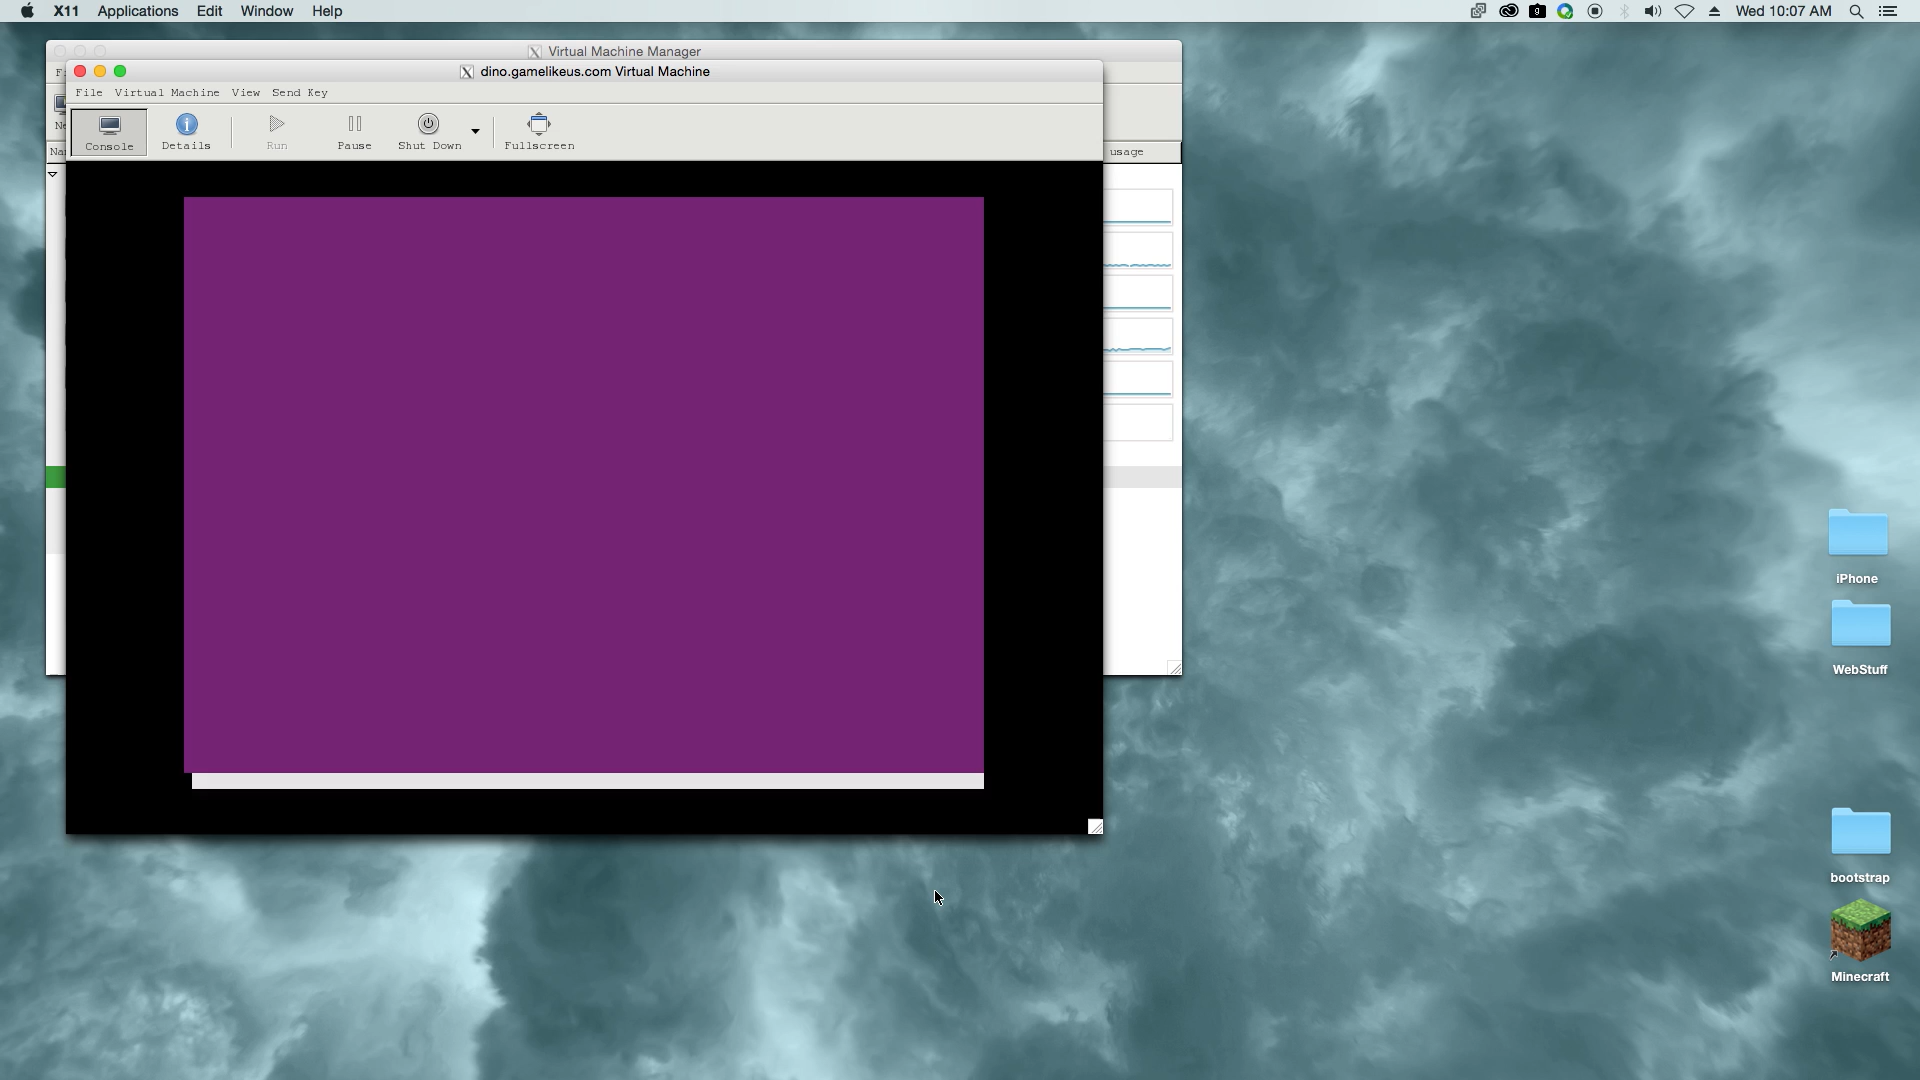 X11 Applications Edit Window Help
Wed 10:07 AM
Virtual Machine Manager
dino.gamelikeus.com Virtual Machine
File Virtual Machine View Send Key
Console Details Run Pause Shut Down Fullscreen
usage
iPhone
WebStuff
bootstrap
Minecraft